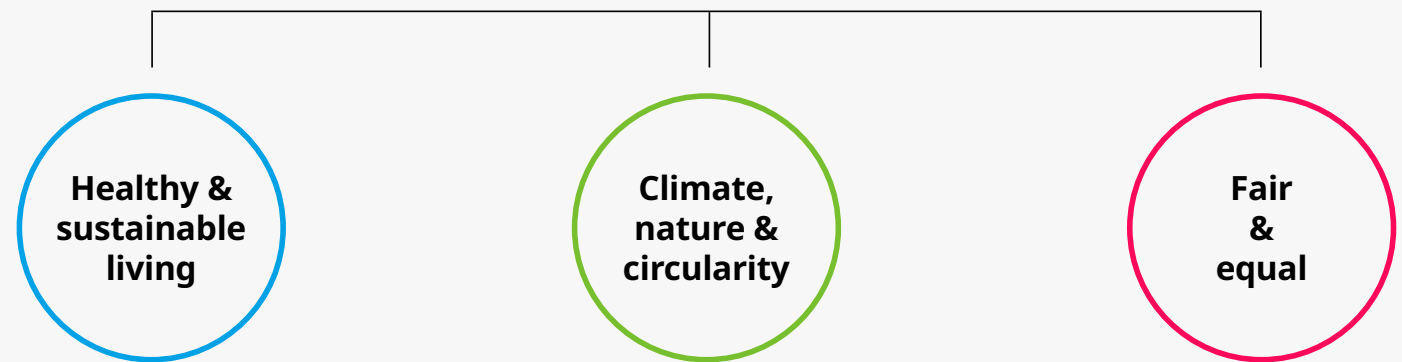 Healthy &
sustainable
living
Climate,
nature &
circularity
Fair
&
equal